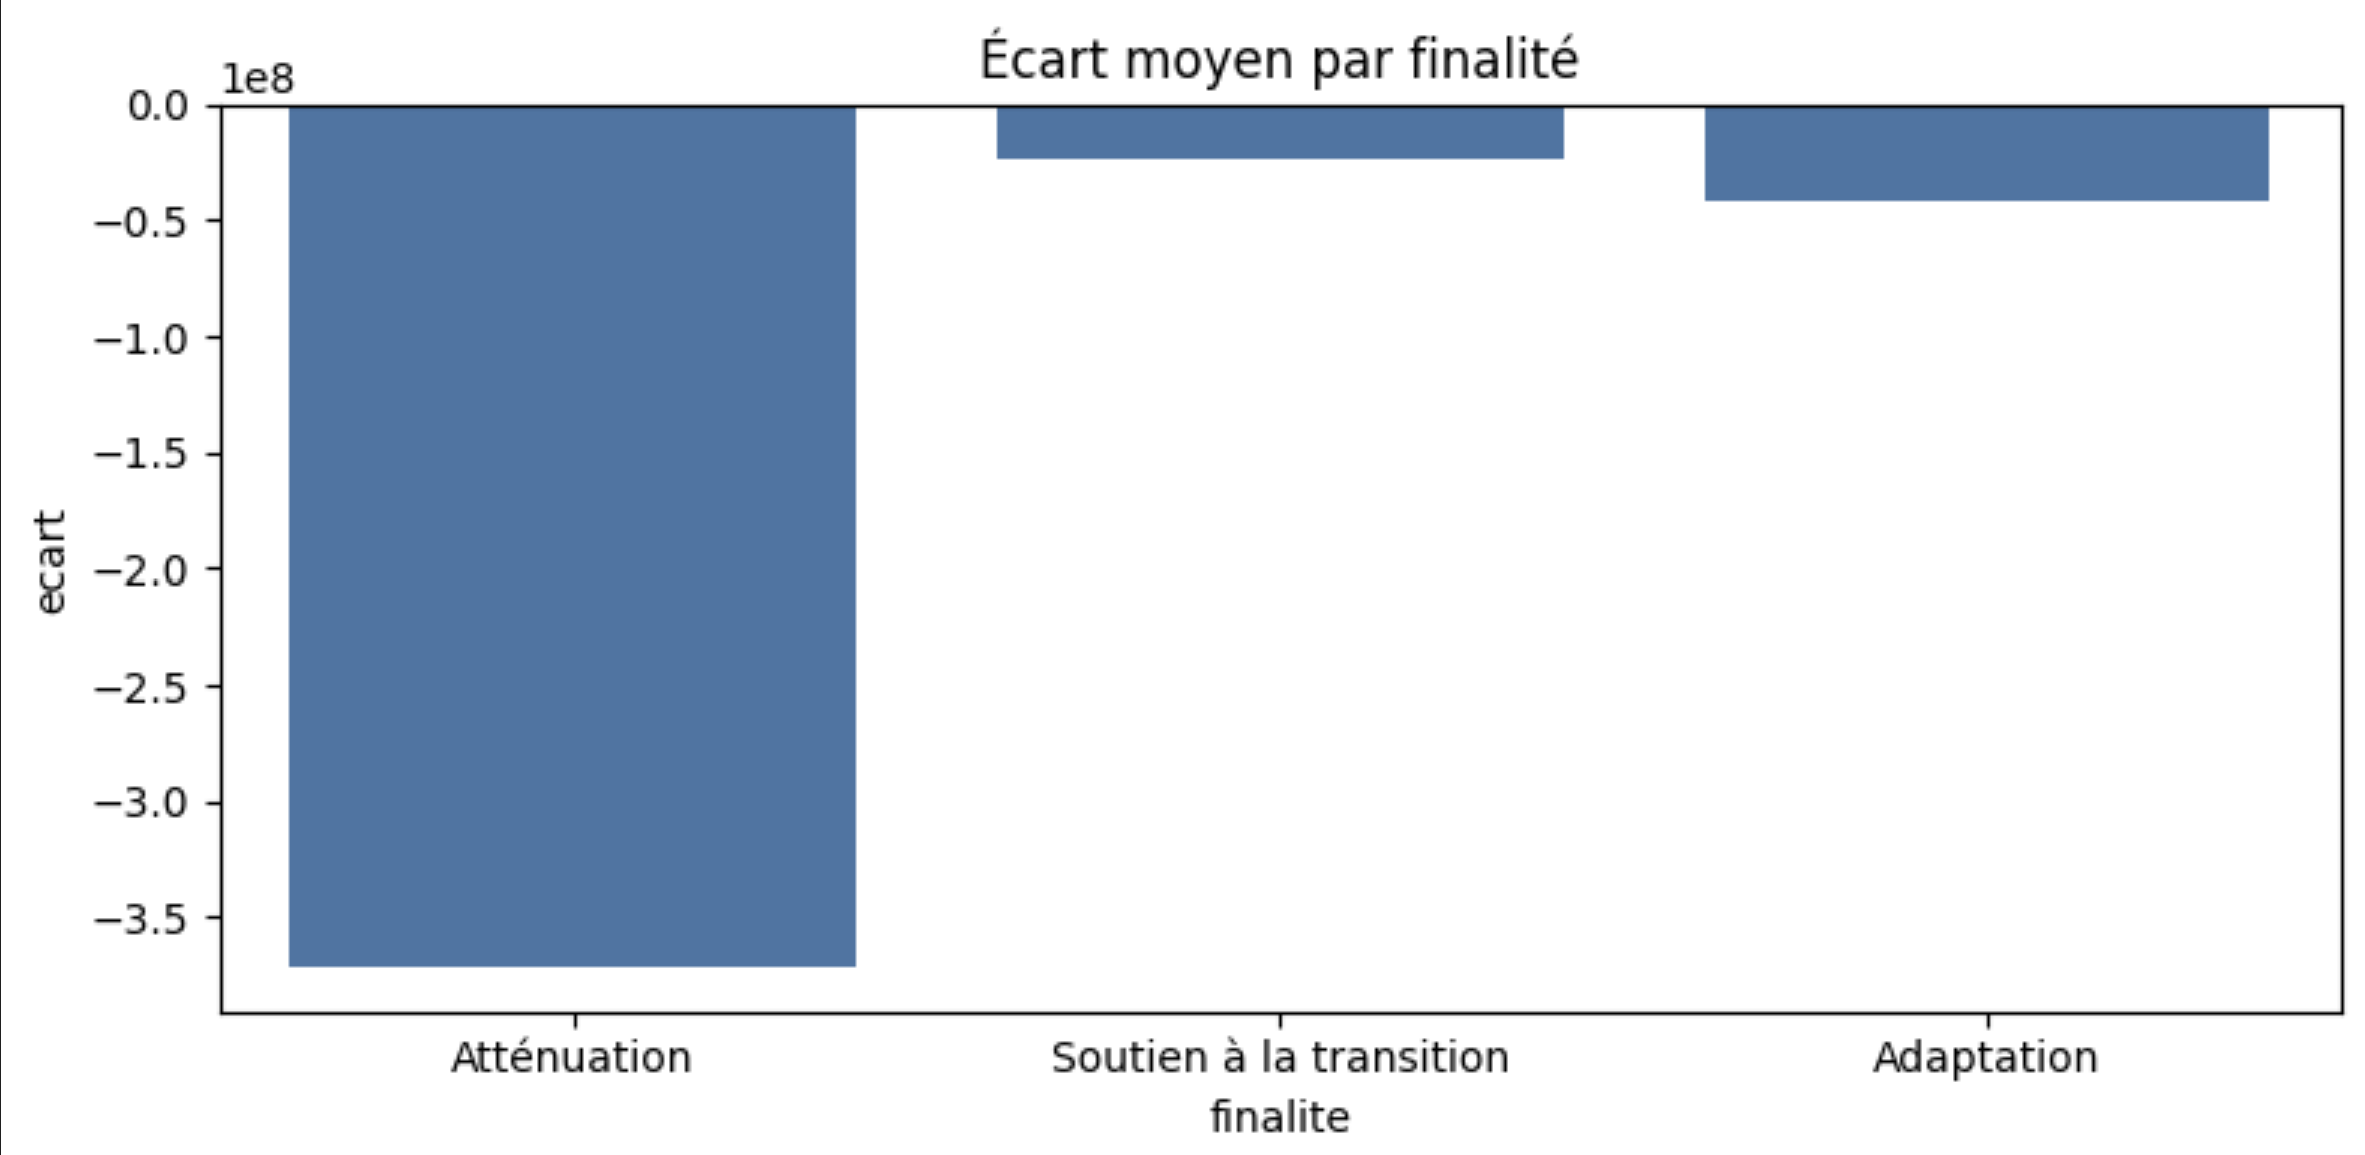 Écart moyen par finalité
1e8
0.0
−0.5
−1.0
−1.5
−2.0
−2.5
−3.0
−3.5
ecart
Atténuation
Soutien à la transition
Adaptation
finalite